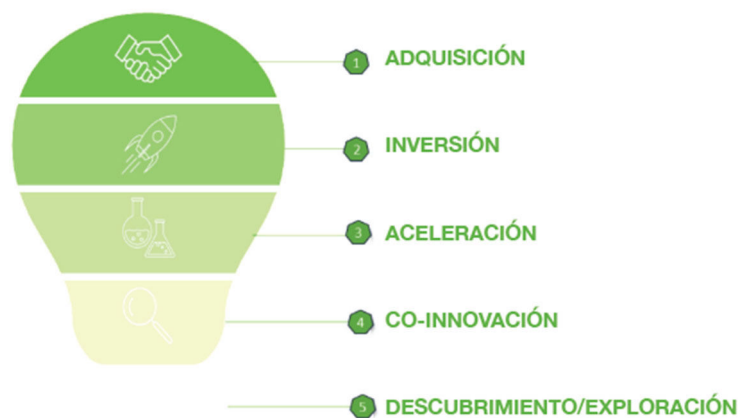 1 ADQUISICIÓN
2 INVERSIÓN
3 ACELERACIÓN
4 CO-INNOVACIÓN
5 DESCUBRIMIENTO/EXPLORACIÓN